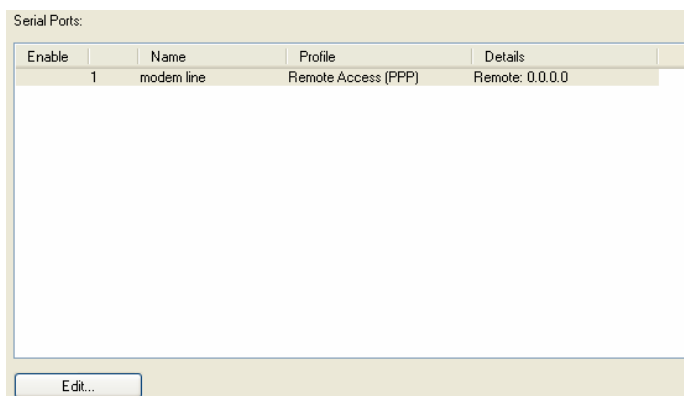 Serial Ports:
Enable Name Profile Details
1 modem line Remote Access (PPP) Remote: 0.0.0.0
Edit...